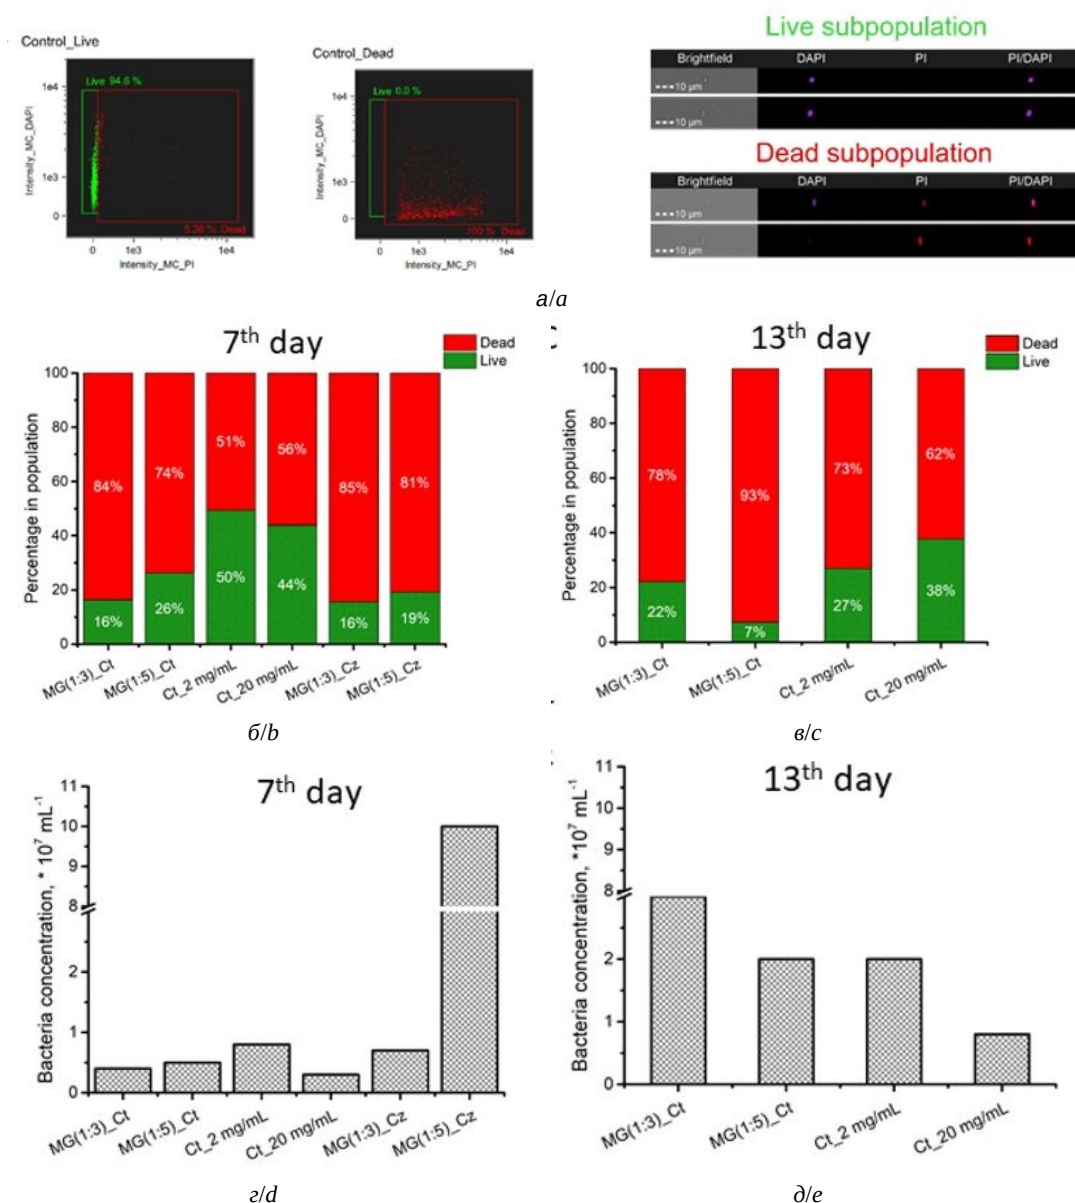 Control_Live
Live 94.6 %
1e4
1e3
0
Intensity_MC_DAPI
5.36 % Dead
0 1e3 1e4
Intensity_MC_PI
Control_Dead
Live 0.0 %
1e4
1e3
0
Intensity_MC_DAPI
100 % Dead
0 1e3 1e4
Intensity_MC_PI
Live subpopulation
Brightfield DAPI PI PI/DAPI
10 µm
10 µm
Dead subpopulation
Brightfield DAPI PI PI/DAPI
10 µm
10 µm
а/a
7th day
Dead
Live
Percentage in population
100
80
60
40
20
0
84% 74% 51% 56% 85% 81%
16% 26% 50% 44% 16% 19%
MG(1:3)_Ct MG(1:5)_Ct Ct_2 mg/mL Ct_20 mg/mL MG(1:3)_Cz MG(1:5)_Cz
б/b
13th day
Dead
Live
Percentage in population
100
80
60
40
20
0
78% 93% 73% 62%
22% 7% 27% 38%
MG(1:3)_Ct MG(1:5)_Ct Ct_2 mg/mL Ct_20 mg/mL
в/c
7th day
Bacteria concentration, * 10⁷ mL⁻¹
11
10
9
8
2
1
0
MG(1:3)_Ct MG(1:5)_Ct Ct_2 mg/mL Ct_20 mg/mL MG(1:3)_Cz MG(1:5)_Cz
г/d
13th day
Bacteria concentration, *10⁷ mL⁻¹
11
10
9
8
2
1
0
MG(1:3)_Ct MG(1:5)_Ct Ct_2 mg/mL Ct_20 mg/mL
д/e